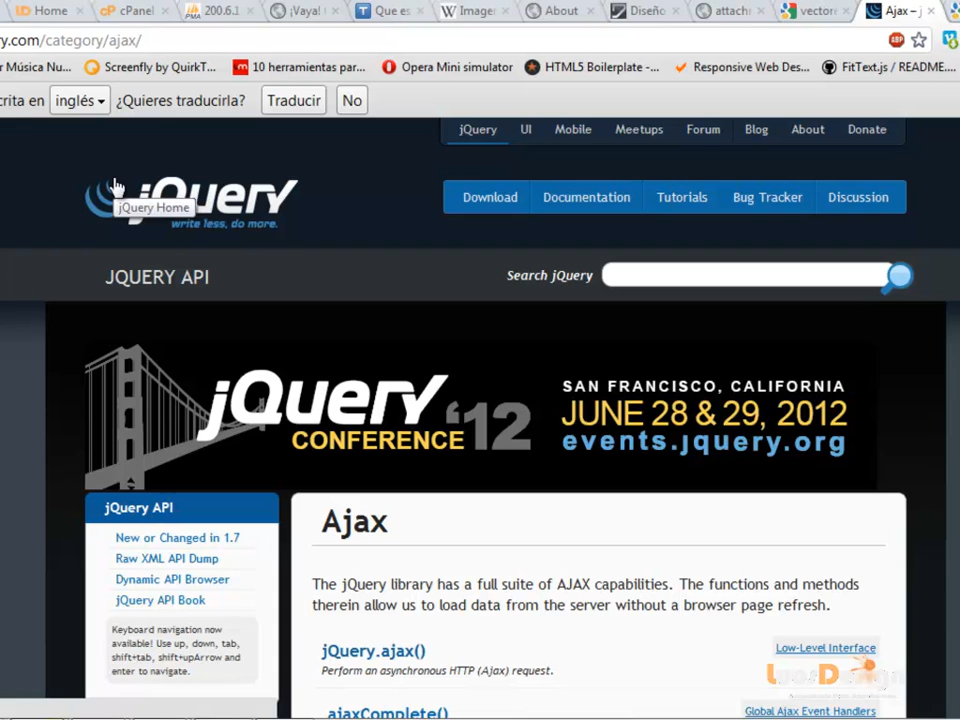 Home cPanel 200.6.1 ¡Vaya! Que es Image About Diseño attach vector Ajax – j
ry.com/category/ajax/ ABP
r Música Nu... Screenfly by QuirkT... 10 herramientas par... Opera Mini simulator HTML5 Boilerplate -... Responsive Web Des... FitText.js / README....
crita en inglés ¿Quieres traducirla? Traducir No
jQuery UI Mobile Meetups Forum Blog About Donate
jQuery
write less, do more.
jQuery Home
Download Documentation Tutorials Bug Tracker Discussion
JQUERY API
Search jQuery
jQuery
CONFERENCE '12
SAN FRANCISCO, CALIFORNIA
JUNE 28 & 29, 2012
events.jquery.org
jQuery API
New or Changed in 1.7
Raw XML API Dump
Dynamic API Browser
jQuery API Book
Keyboard navigation now
available! Use up, down, tab,
shift+tab, shift+upArrow and
enter to navigate.
Ajax
The jQuery library has a full suite of AJAX capabilities. The functions and methods
therein allow us to load data from the server without a browser page refresh.
jQuery.ajax()
Low-Level Interface
Perform an asynchronous HTTP (Ajax) request.
.ajaxComplete()
Global Ajax Event Handlers